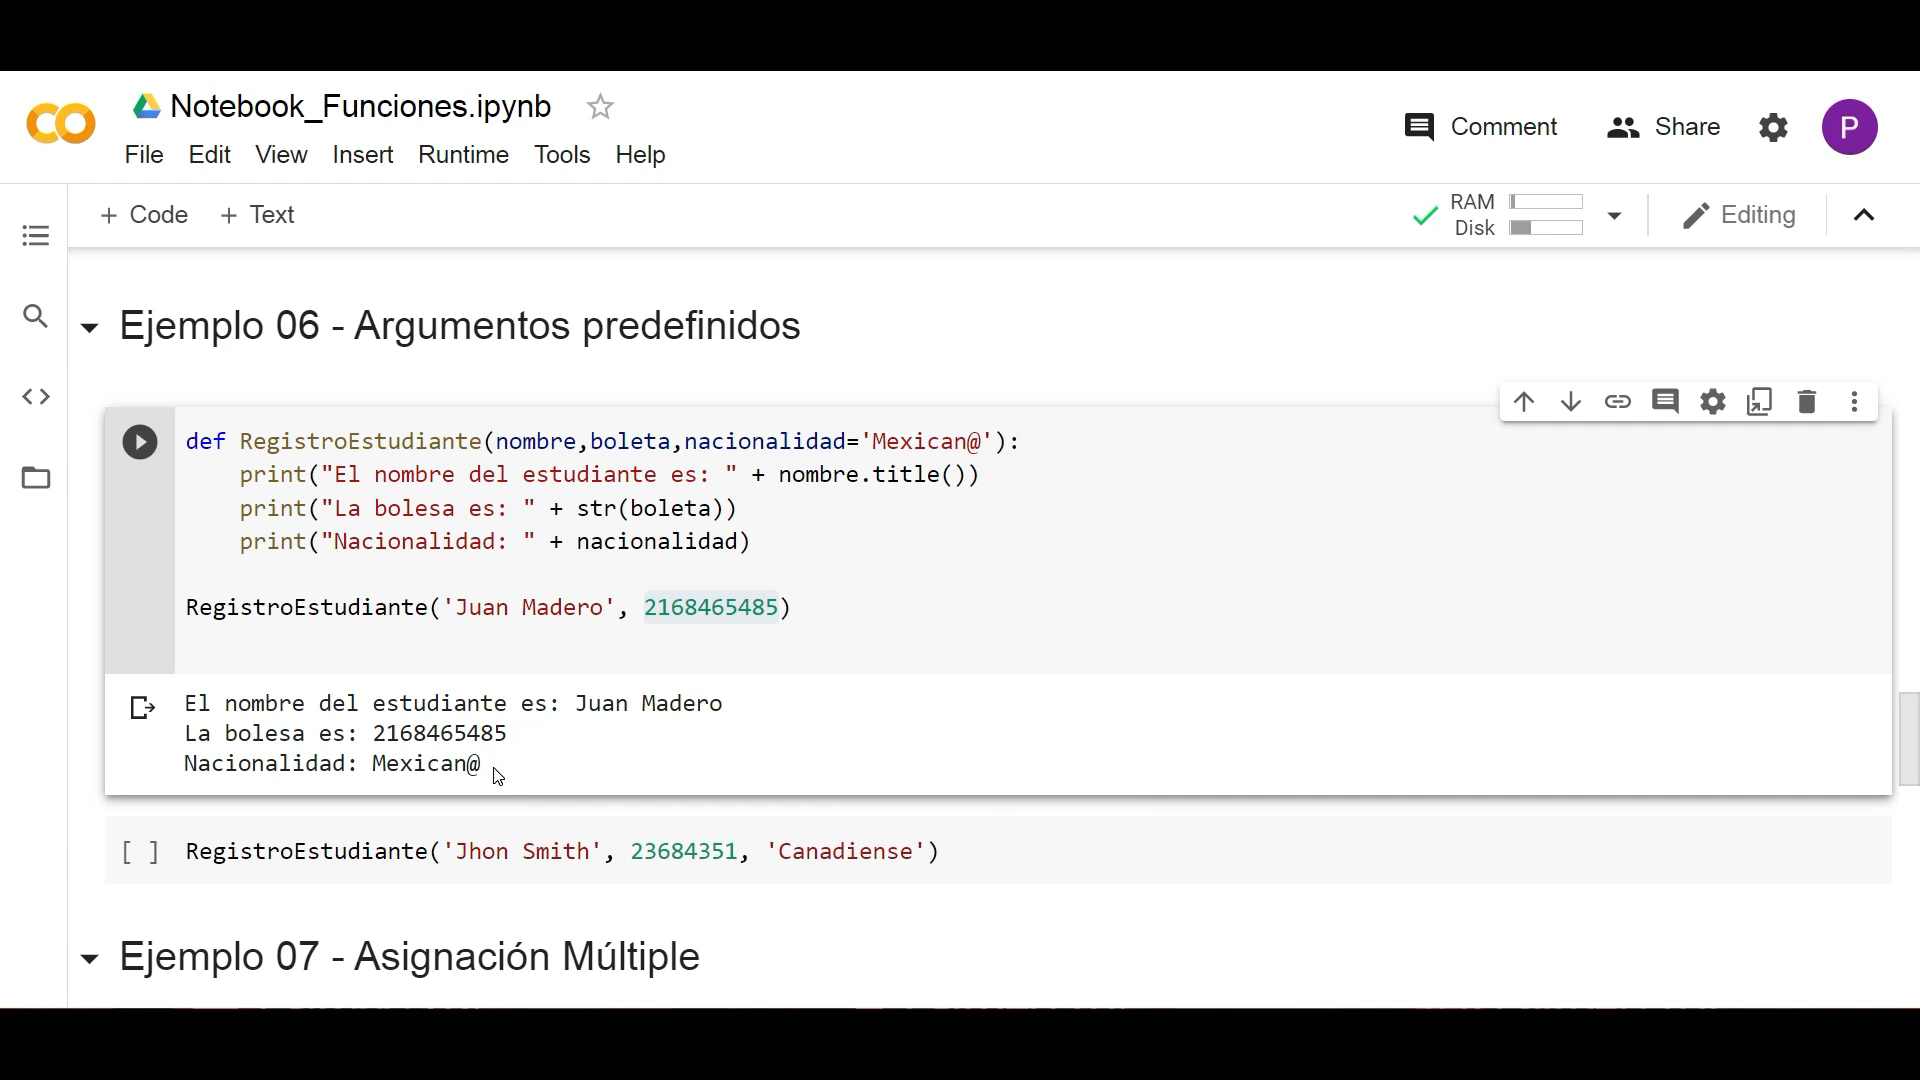 Notebook_Funciones.ipynb
Comment
Share
P
File Edit View Insert Runtime Tools Help
+ Code + Text
RAM
Disk
Editing
Ejemplo 06 - Argumentos predefinidos
def RegistroEstudiante(nombre,boleta,nacionalidad='Mexican@'):
    print("El nombre del estudiante es: " + nombre.title())
    print("La bolesa es: " + str(boleta))
    print("Nacionalidad: " + nacionalidad)
RegistroEstudiante('Juan Madero', 2168465485)
El nombre del estudiante es: Juan Madero
La bolesa es: 2168465485
Nacionalidad: Mexican@
[ ] RegistroEstudiante('Jhon Smith', 23684351, 'Canadiense')
Ejemplo 07 - Asignación Múltiple